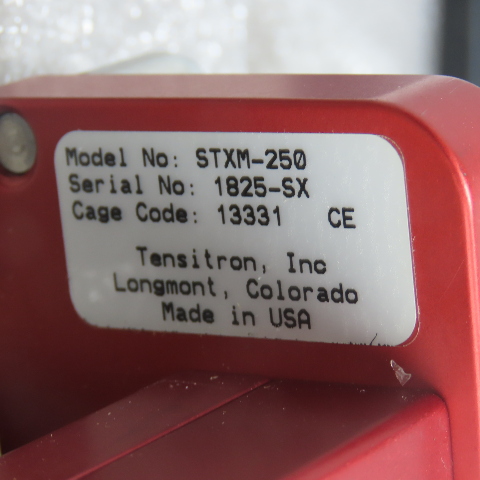 Model No: STXM-250
Serial No: 1825-SX
Cage Code: 13331 CE
Tensitron, Inc
Longmont, Colorado
Made in USA